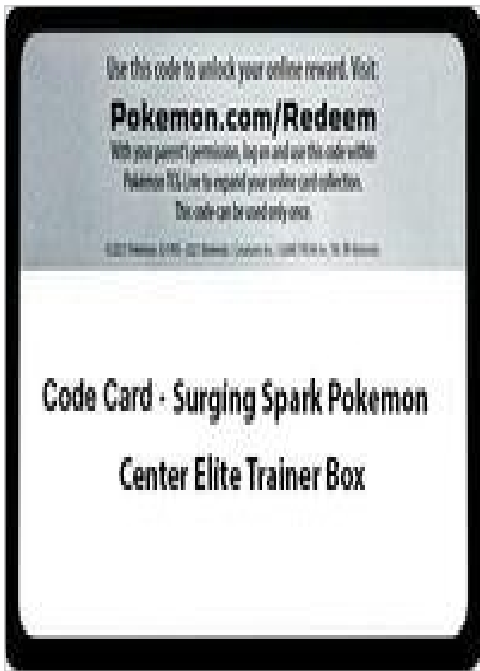 Use this code to unlock your online reward. Visit:
Pokemon.com/Redeem
With your parent's permission, log on and use this code within
Pokémon TCG Live to expand your online card collection.
This code can be used only once.
Code Card - Surging Spark Pokemon
Center Elite Trainer Box